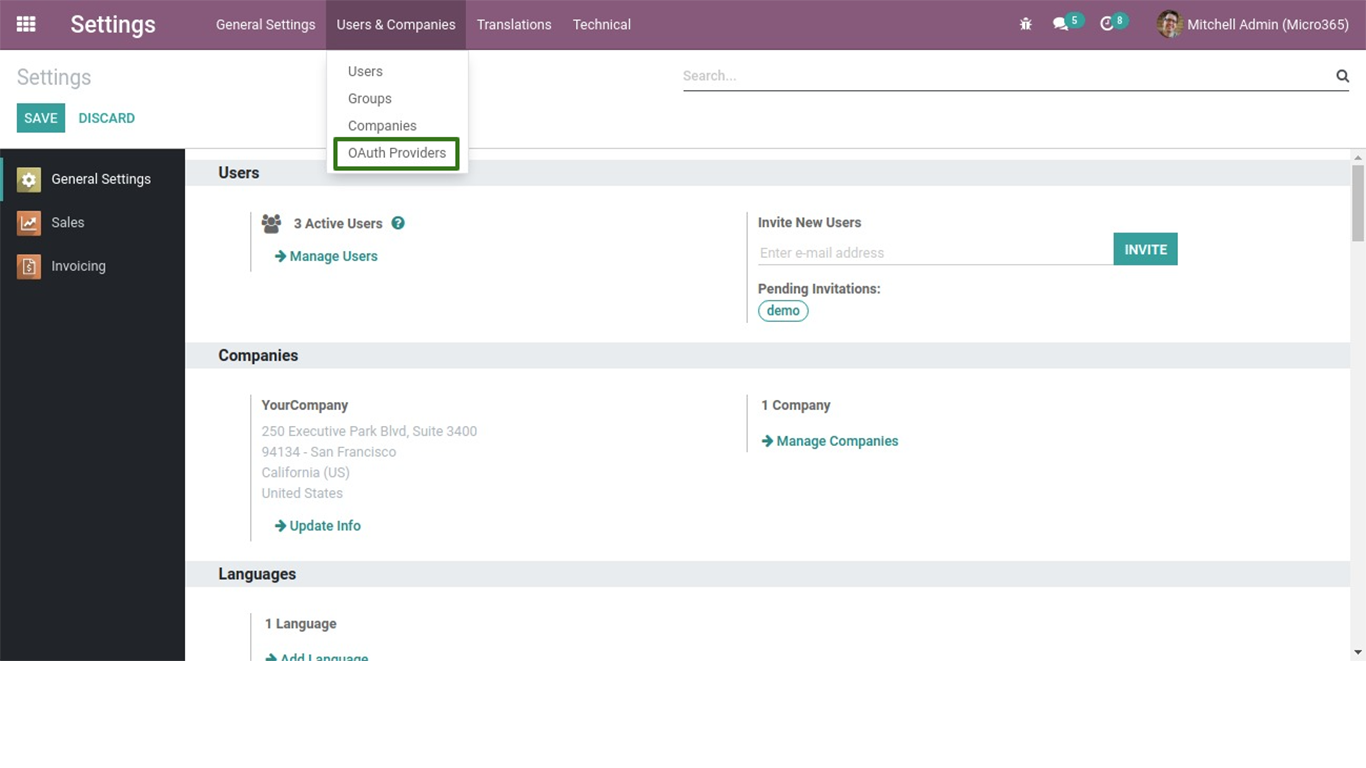 Settings
General Settings
Users & Companies
Translations
Technical
5
8
Mitchell Admin (Micro365)
Settings
Search...
SAVE
DISCARD
Users
Groups
Companies
OAuth Providers
General Settings
Sales
Invoicing
Users
3 Active Users ?
Manage Users
Invite New Users
Enter e-mail address
INVITE
Pending Invitations:
demo
Companies
YourCompany
250 Executive Park Blvd, Suite 3400
94134 - San Francisco
California (US)
United States
Update Info
1 Company
Manage Companies
Languages
1 Language
Add Language